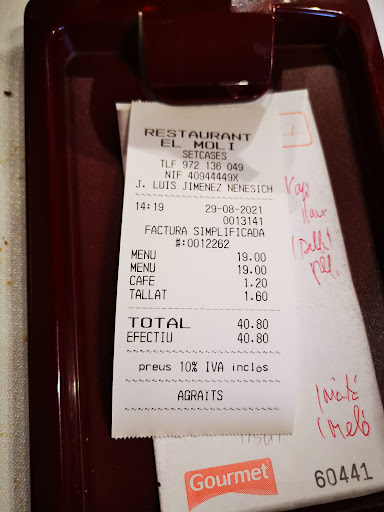 RESTAURANT
EL MOLI
SETCASES
TLF 972 136 049
NIF 40944449X
J. LUIS JIMENEZ NENESICH
14:19 29-08-2021
0013141
FACTURA SIMPLIFICADA
#:0012262
MENU 19.00
MENU 19.00
CAFE 1.20
TALLAT 1.60
TOTAL 40.80
EFECTIU 40.80
preus 10% IVA inclos
AGRAITS
1 meló
Gourmet
60441